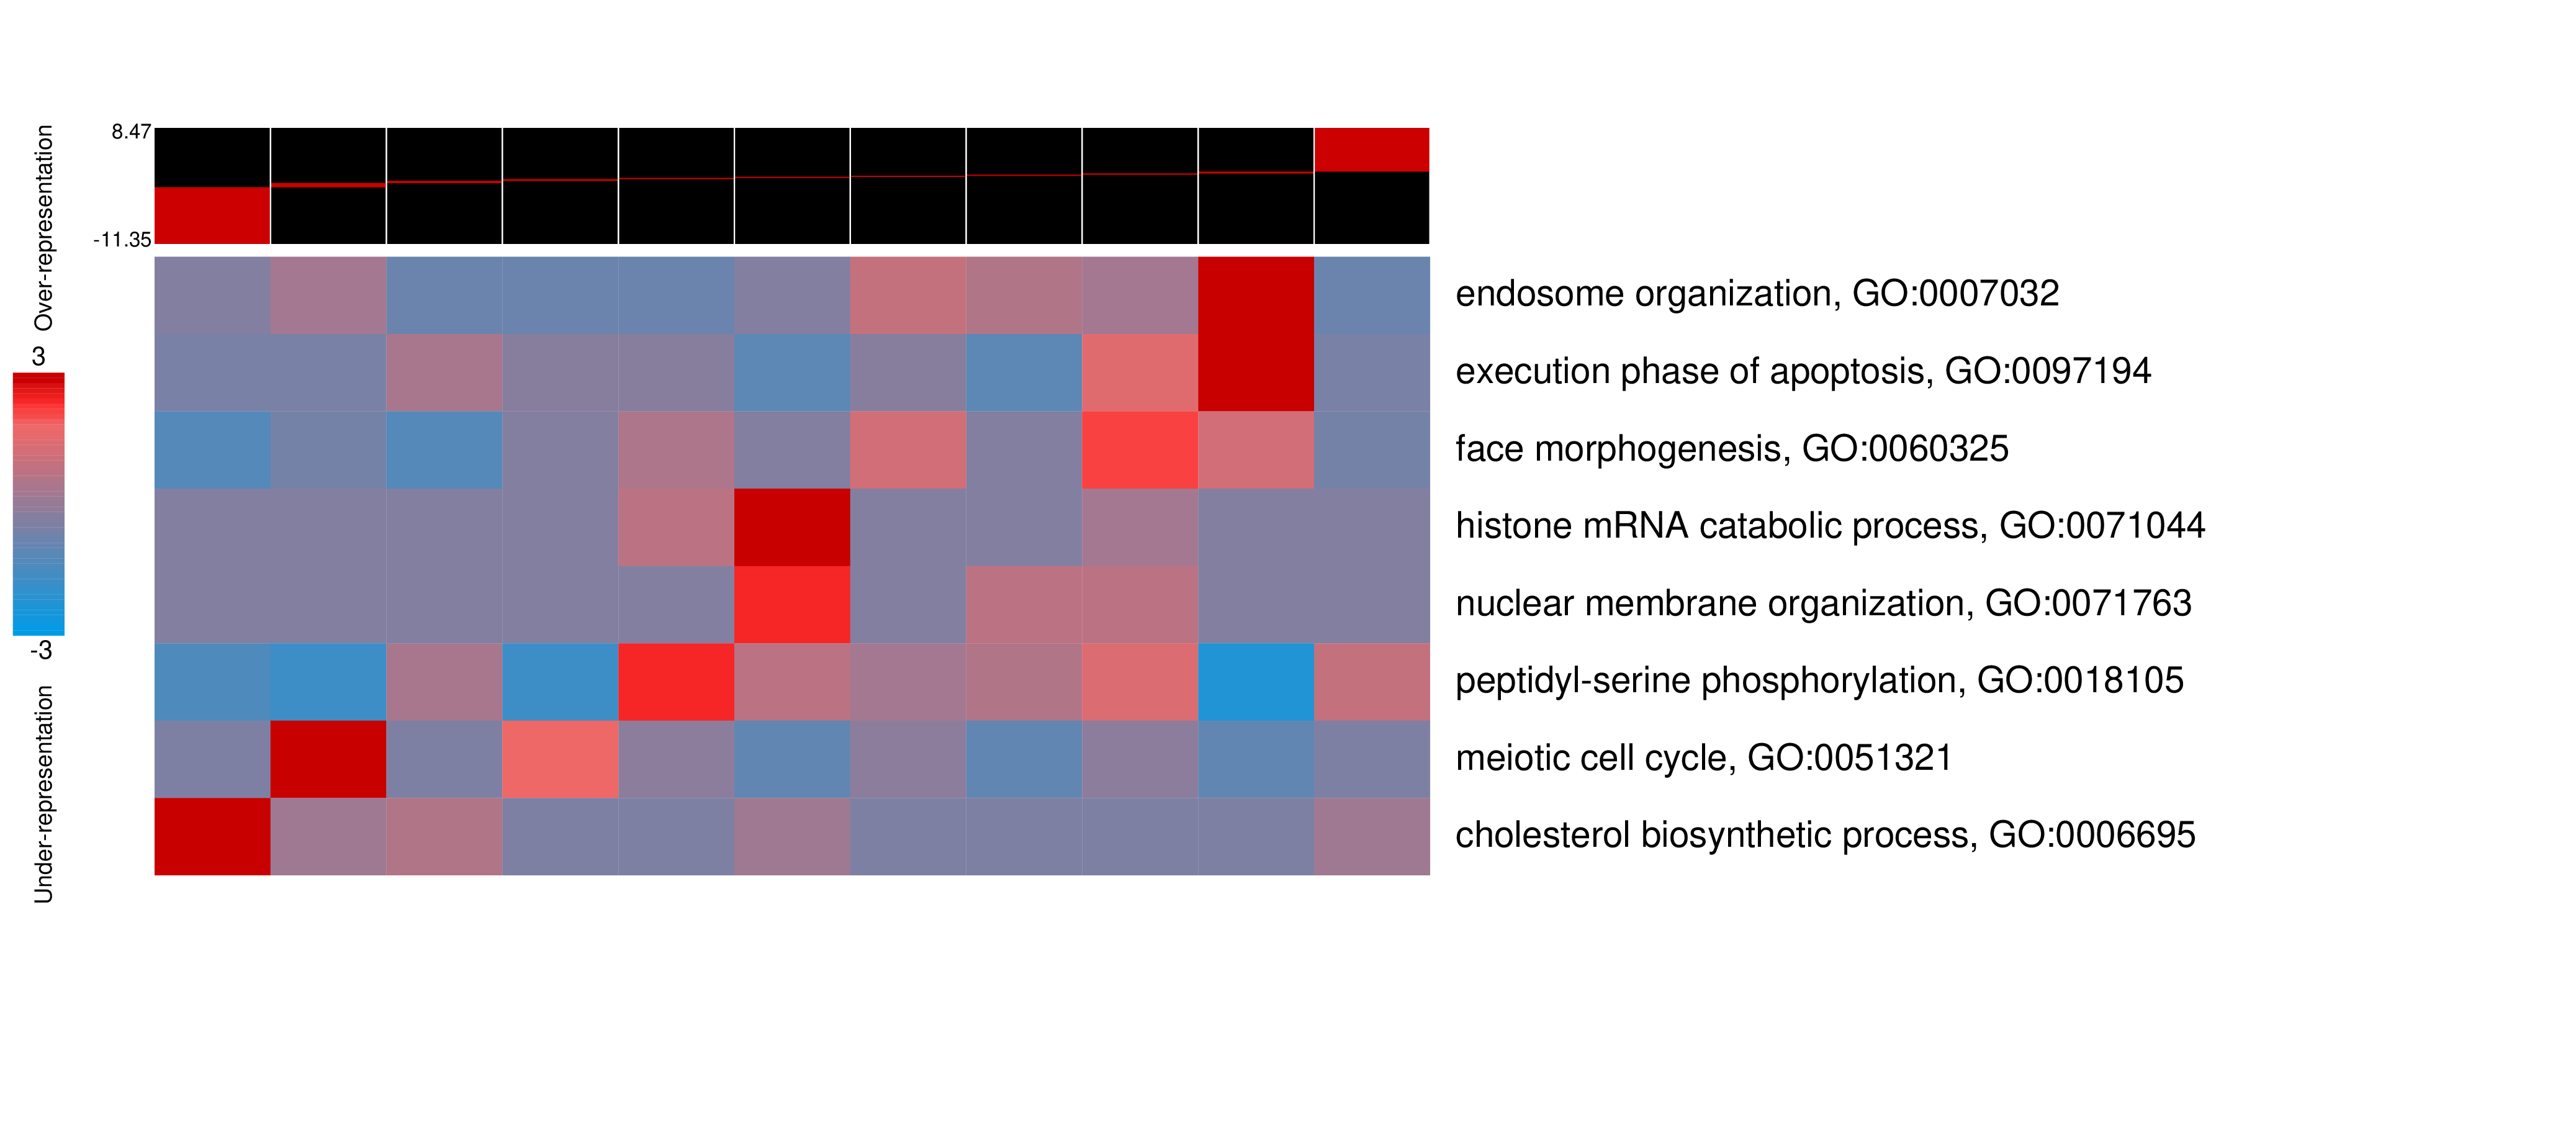 Over-representation
3
-3
Under-representation
8.47
-11.35
endosome organization, GO:0007032
execution phase of apoptosis, GO:0097194
face morphogenesis, GO:0060325
histone mRNA catabolic process, GO:0071044
nuclear membrane organization, GO:0071763
peptidyl-serine phosphorylation, GO:0018105
meiotic cell cycle, GO:0051321
cholesterol biosynthetic process, GO:0006695